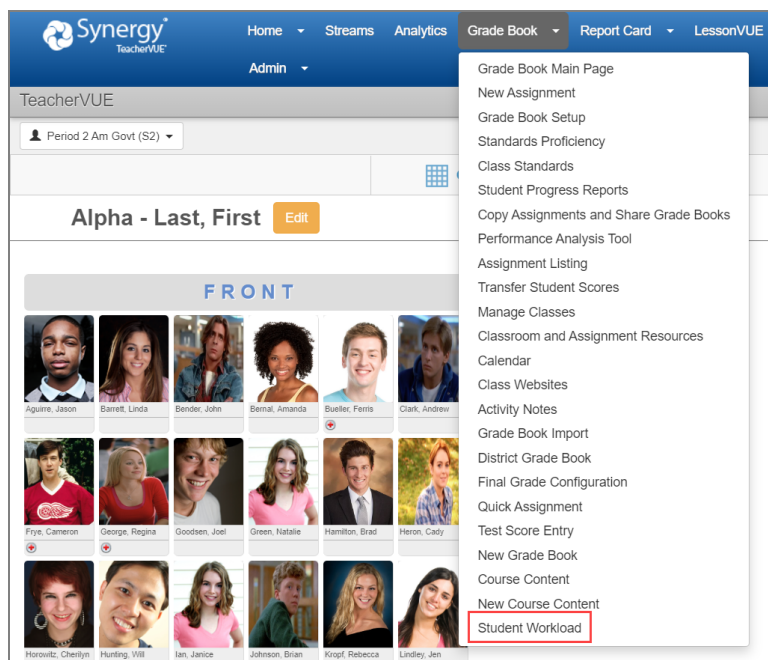 Synergy
TeacherVUE
Home Streams Analytics Grade Book Report Card LessonVUE
Admin
TeacherVUE
Period 2 Am Govt (S2)
Alpha - Last, First Edit
FRONT
Aguirre, Jason Barrett, Linda Bender, John Bernal, Amanda Bueller, Ferris Clark, Andrew
Frye, Cameron George, Regina Goodsen, Joel Green, Natalie Hamilton, Brad Heron, Cady
Horowitz, Cherilyn Hunting, Will Ian, Janice Johnson, Brian Kropf, Rebecca Lindley, Jen
Grade Book Main Page
New Assignment
Grade Book Setup
Standards Proficiency
Class Standards
Student Progress Reports
Copy Assignments and Share Grade Books
Performance Analysis Tool
Assignment Listing
Transfer Student Scores
Manage Classes
Classroom and Assignment Resources
Calendar
Class Websites
Activity Notes
Grade Book Import
District Grade Book
Final Grade Configuration
Quick Assignment
Test Score Entry
New Grade Book
Course Content
New Course Content
Student Workload